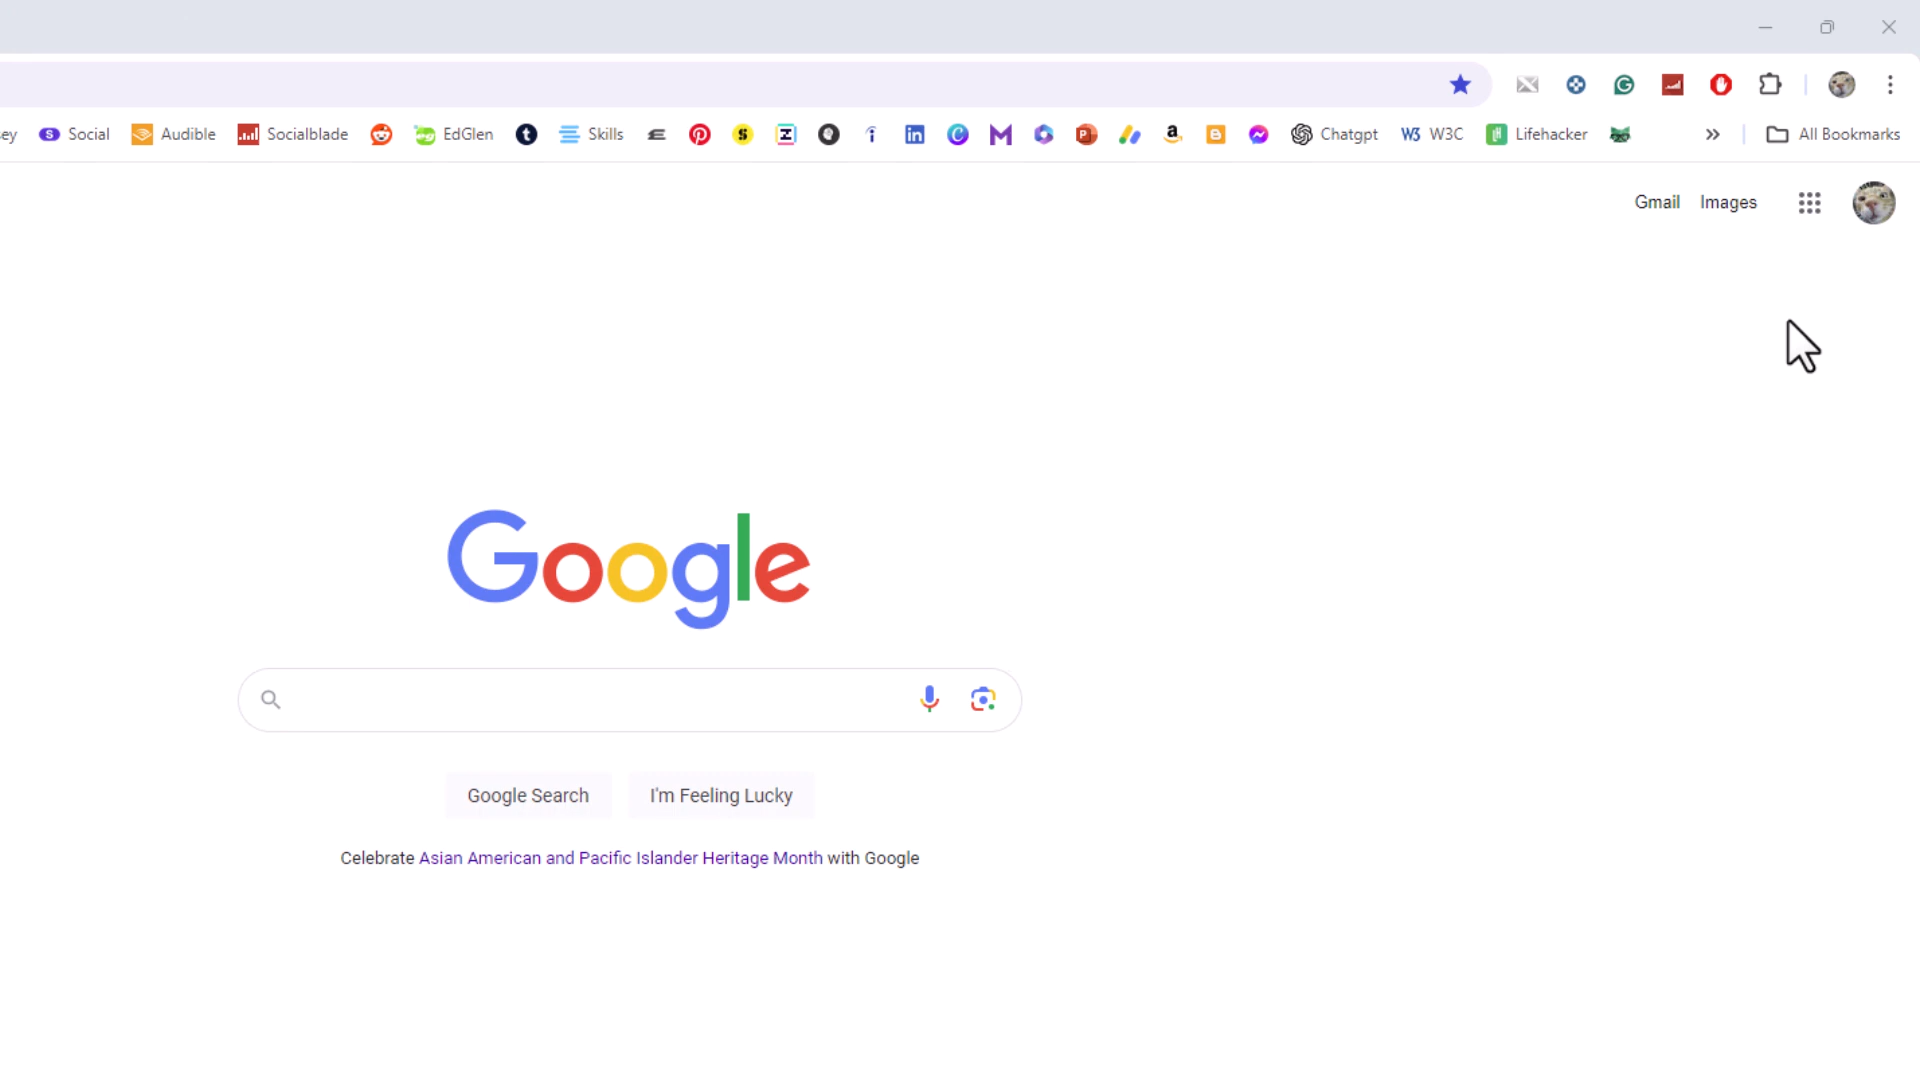 ey Social Audible Socialblade EdGlen Skills Chatgpt W3C Lifehacker All Bookmarks
Gmail Images
Google
Google Search I'm Feeling Lucky
Celebrate Asian American and Pacific Islander Heritage Month with Google